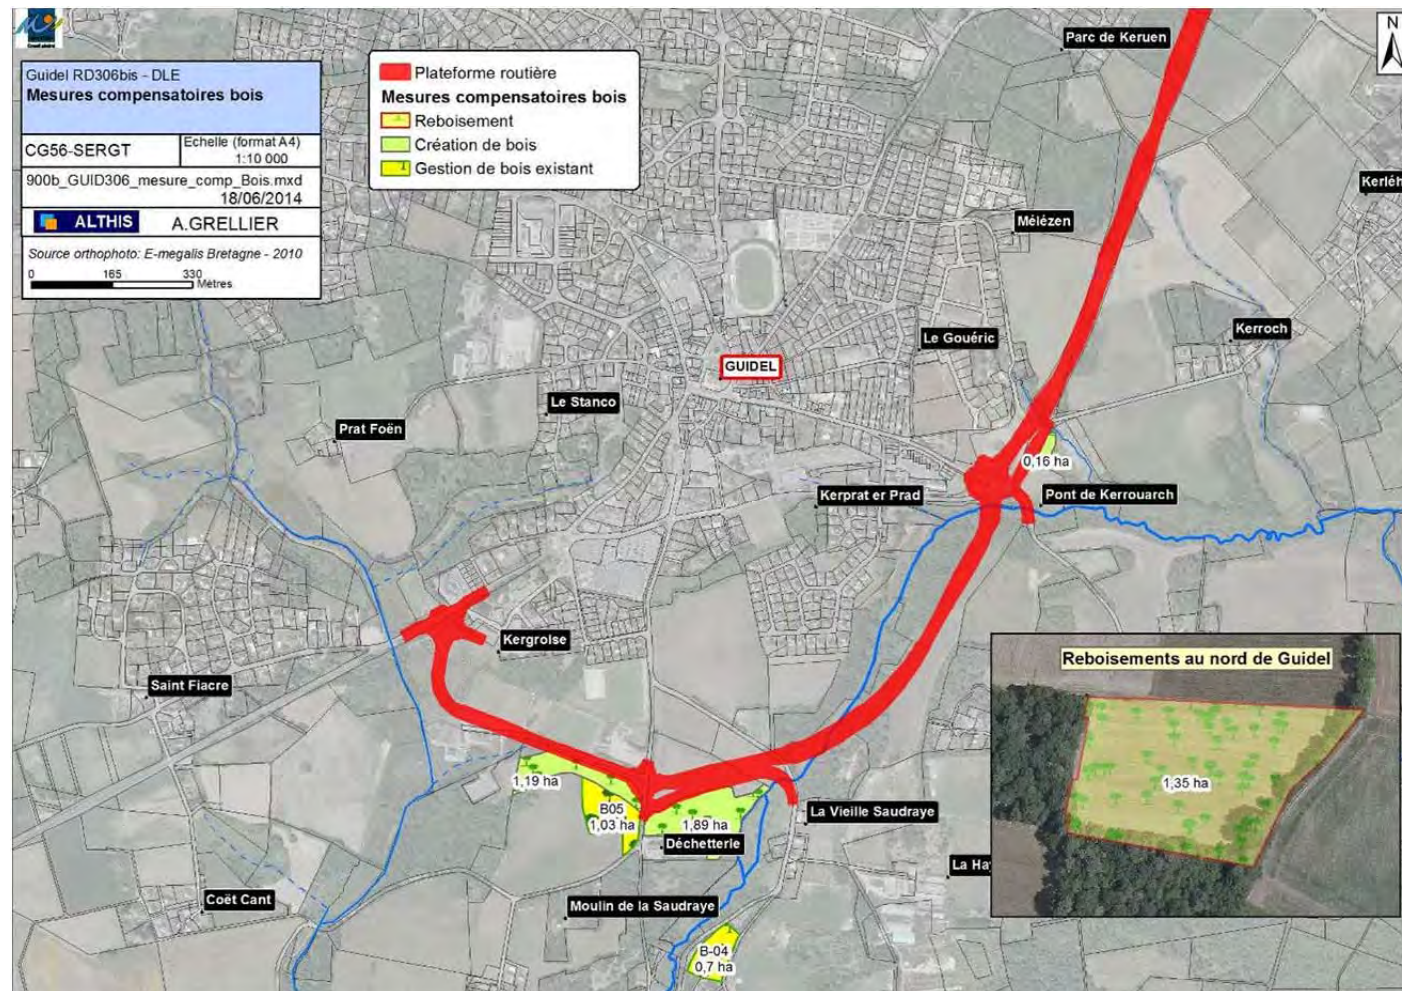 Guidel RD306bis - DLE
Mesures compensatoires bois
CG56-SERGT
Echelle (format A4)
1:10 000
900b_GUID306_mesure_comp_Bois.mxd
18/06/2014
ALTHIS
A.GRELLIER
Source orthophoto: E-megalis Bretagne - 2010
0 165 330
Mètres
Plateforme routière
Mesures compensatoires bois
Reboisement
Création de bois
Gestion de bois existant
N
Parc de Keruen
Kerléh
Mélézen
Kerroch
Le Gouéric
GUIDEL
Le Stanco
Prat Foën
0,16 ha
Kerprat er Prad
Pont de Kerrouarch
Kergroise
Saint Fiacre
Reboisements au nord de Guidel
1,35 ha
1,19 ha
B05
1,03 ha
1,89 ha
La Vieille Saudraye
Déchetterie
La Hay
Coët Cant
Moulin de la Saudraye
B-04
0,7 ha